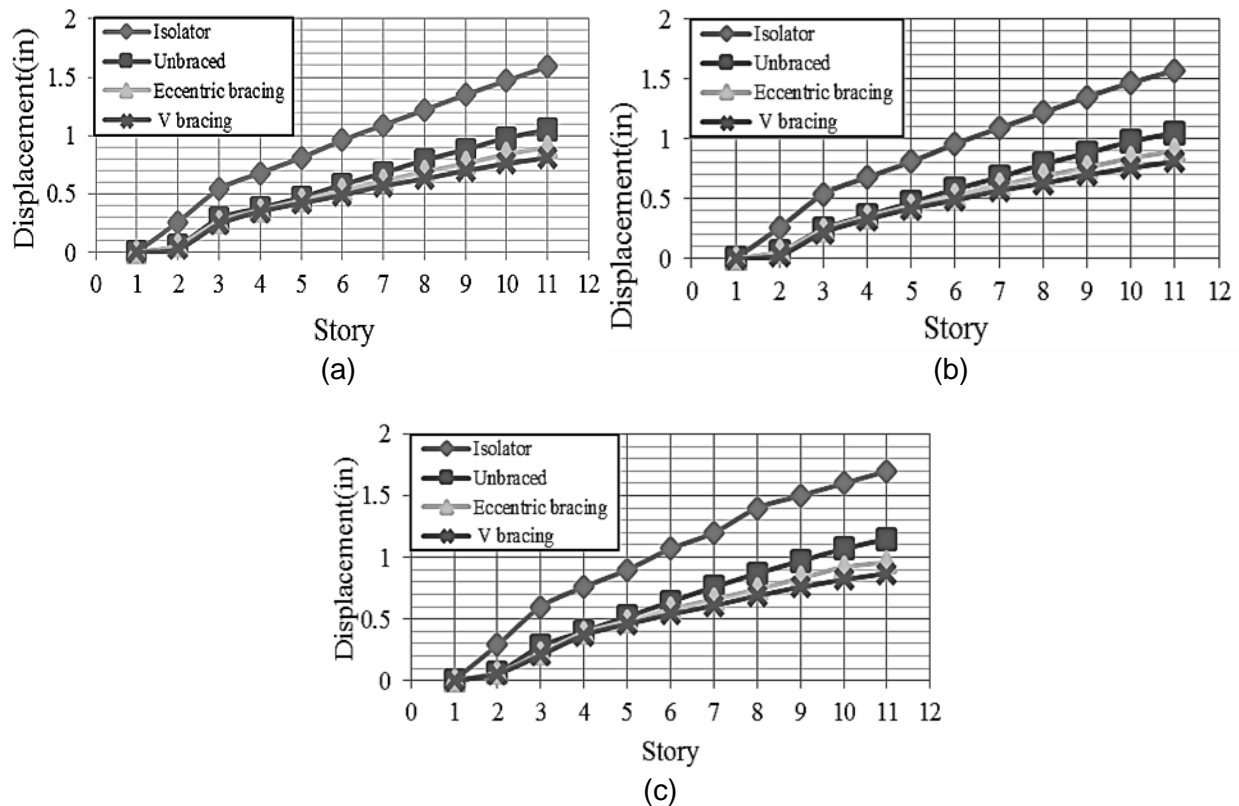 Displacement(in)
2
1.5
1
0.5
0
Isolator
Unbraced
Eccentric bracing
V bracing
0 1 2 3 4 5 6 7 8 9 10 11 12
Story
(a)
Displacement(in)
2
1.5
1
0.5
0
Isolator
Unbraced
Eccentric bracing
V bracing
0 1 2 3 4 5 6 7 8 9 10 11 12
Story
(b)
Displacement(in)
2
1.5
1
0.5
0
Isolator
Unbraced
Eccentric bracing
V bracing
0 1 2 3 4 5 6 7 8 9 10 11 12
Story
(c)